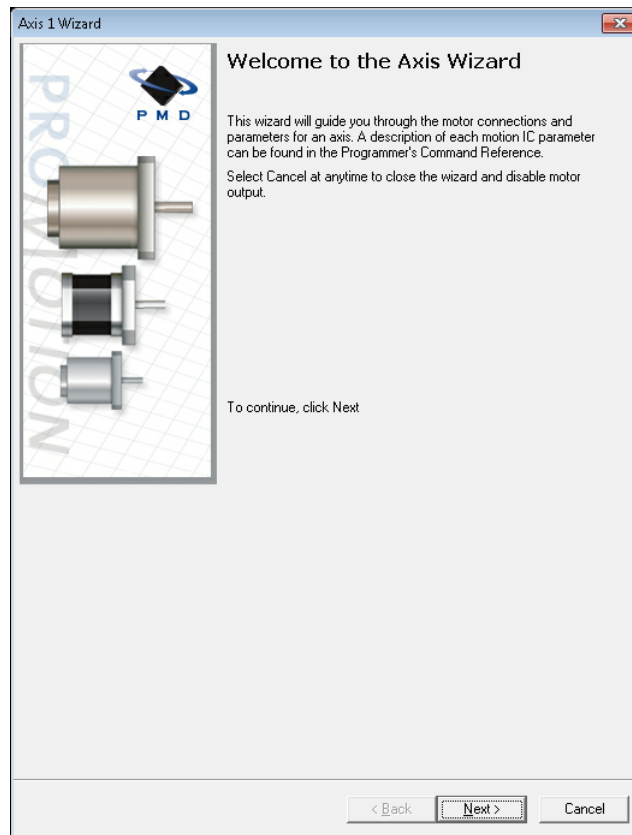 Axis 1 Wizard
PMD
PRO/MOTION
Welcome to the Axis Wizard
This wizard will guide you through the motor connections and
parameters for an axis. A description of each motion IC parameter
can be found in the Programmer's Command Reference.
Select Cancel at anytime to close the wizard and disable motor
output.
To continue, click Next
< Back
Next >
Cancel